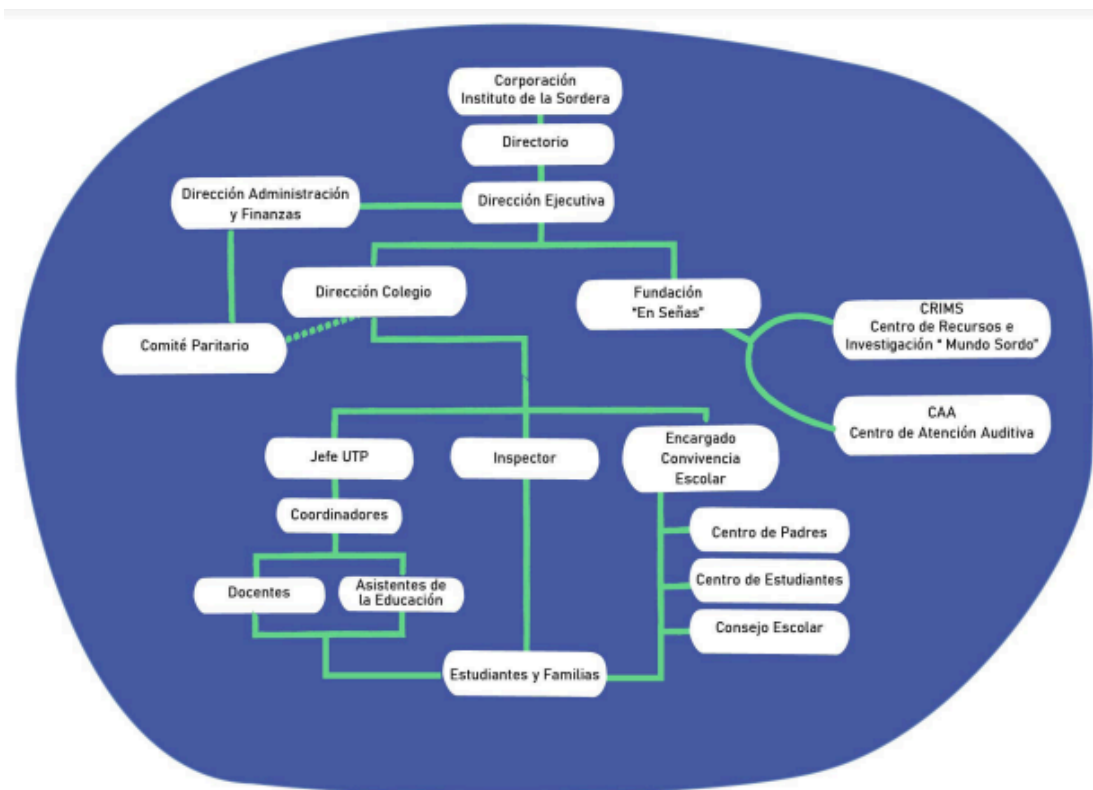 Corporación
Instituto de la Sordera
Directorio
Dirección Administración
y Finanzas
Dirección Ejecutiva
Dirección Colegio
Fundación
"En Señas"
CRIMS
Centro de Recursos e
Investigación " Mundo Sordo"
Comité Paritario
CAA
Centro de Atención Auditiva
Jefe UTP
Inspector
Encargado
Convivencia
Escolar
Coordinadores
Centro de Padres
Docentes
Asistentes de
la Educación
Centro de Estudiantes
Consejo Escolar
Estudiantes y Familias